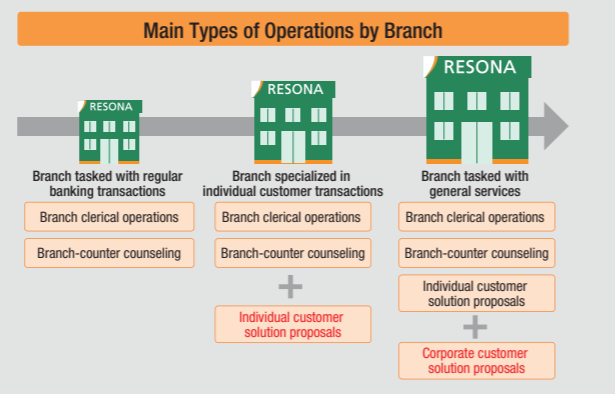 Main Types of Operations by Branch
RESONA
RESONA
RESONA
Branch tasked with regular
banking transactions
Branch clerical operations
Branch-counter counseling
Branch specialized in
individual customer transactions
Branch clerical operations
Branch-counter counseling
+
Individual customer
solution proposals
Branch tasked with
general services
Branch clerical operations
Branch-counter counseling
Individual customer
solution proposals
+
Corporate customer
solution proposals